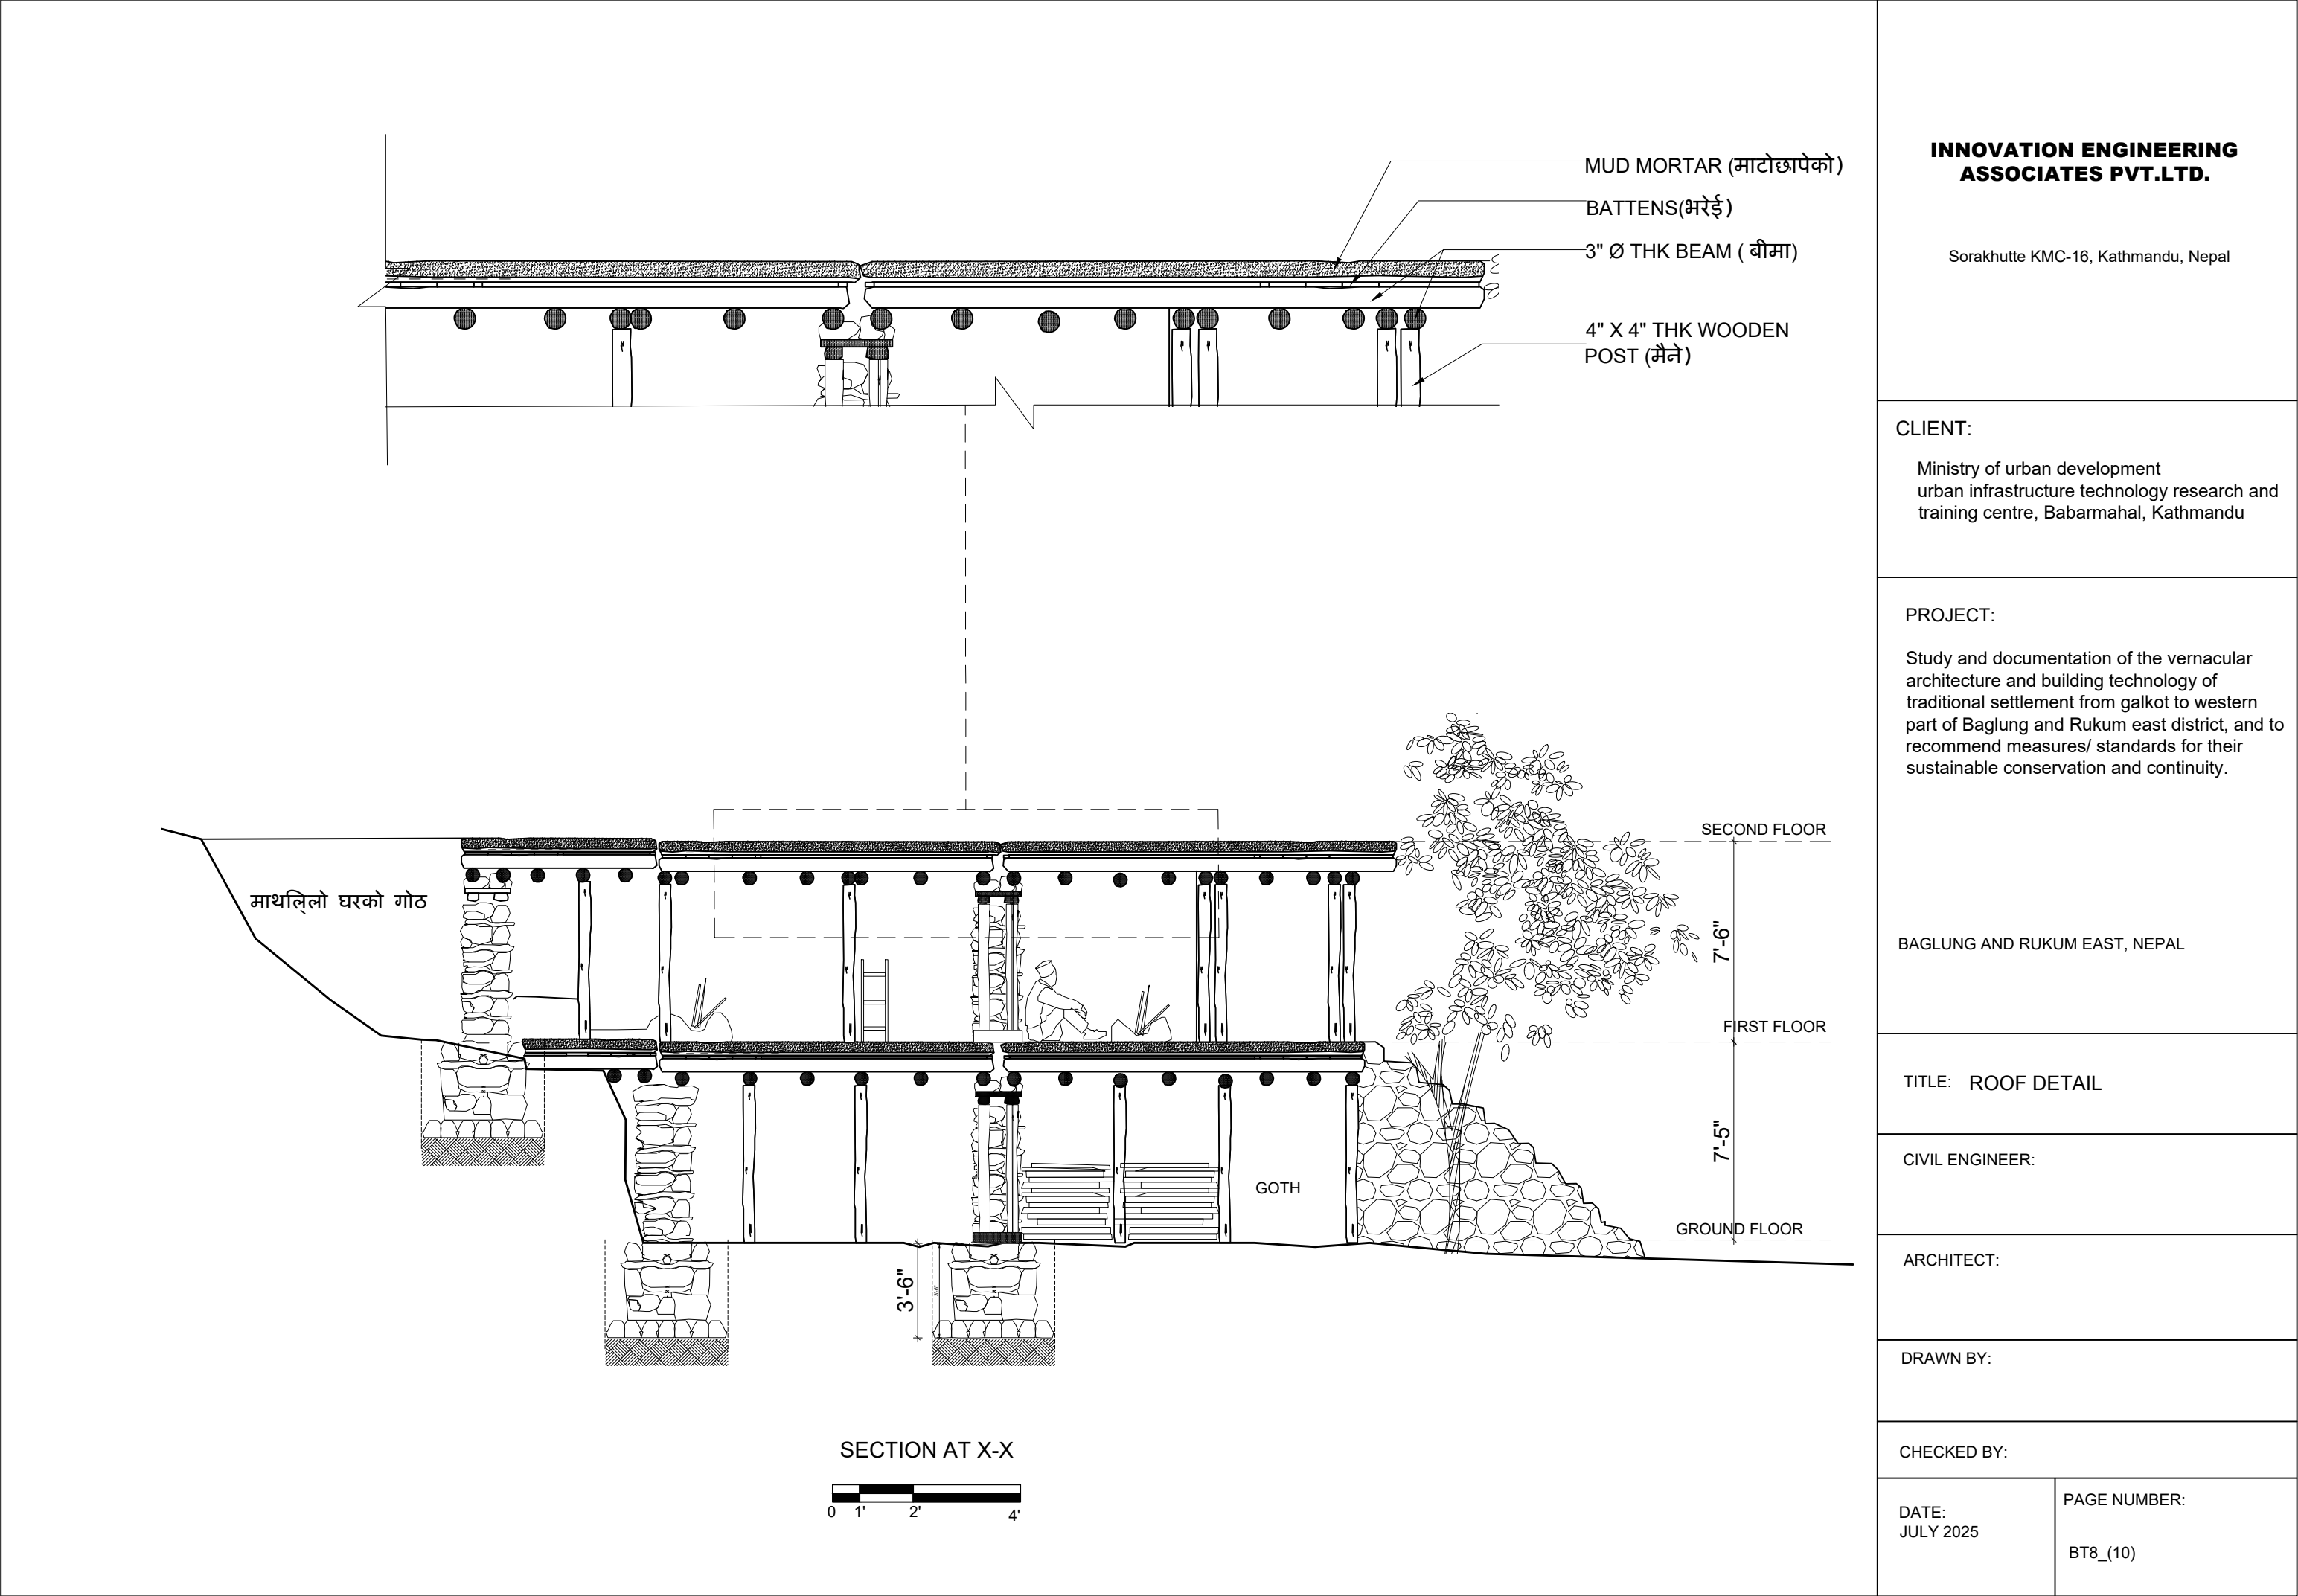 MUD MORTAR (माटोछापेको)
BATTENS(भरेई)
3" Ø THK BEAM ( बीमा)
4" X 4" THK WOODEN
POST (मैने)
SECOND FLOOR
माथल्लिो घरको गोठ
7'-6"
FIRST FLOOR
7'-5"
GOTH
GROUND FLOOR
3'-6"
SECTION AT X-X
0 1' 2' 4'
INNOVATION ENGINEERING
ASSOCIATES PVT.LTD.
Sorakhutte KMC-16, Kathmandu, Nepal
CLIENT:
Ministry of urban development
urban infrastructure technology research and
training centre, Babarmahal, Kathmandu
PROJECT:
Study and documentation of the vernacular
architecture and building technology of
traditional settlement from galkot to western
part of Baglung and Rukum east district, and to
recommend measures/ standards for their
sustainable conservation and continuity.
BAGLUNG AND RUKUM EAST, NEPAL
TITLE: ROOF DETAIL
CIVIL ENGINEER:
ARCHITECT:
DRAWN BY:
CHECKED BY:
DATE:
JULY 2025
PAGE NUMBER:
BT8_(10)